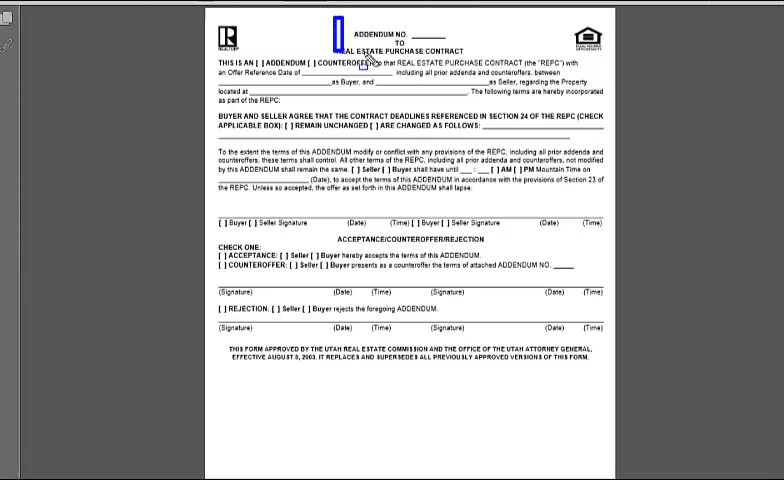 ADDENDUM NO. ________
TO
REAL ESTATE PURCHASE CONTRACT
REALTOR
EQUAL HOUSING OPPORTUNITY
THIS IS AN [ ] ADDENDUM [ ] COUNTEROFFER to that REAL ESTATE PURCHASE CONTRACT (the "REPC") with
an Offer Reference Date of ____________________ including all prior addenda and counteroffers, between
_________________________as Buyer, and _________________________as Seller, regarding the Property
located at ________________________________________________. The following terms are hereby incorporated
as part of the REPC:
BUYER AND SELLER AGREE THAT THE CONTRACT DEADLINES REFERENCED IN SECTION 24 OF THE REPC (CHECK
APPLICABLE BOX): [ ] REMAIN UNCHANGED [ ] ARE CHANGED AS FOLLOWS: __________________________
To the extent the terms of this ADDENDUM modify or conflict with any provisions of the REPC, including all prior addenda and
counteroffers, these terms shall control. All other terms of the REPC, including all prior addenda and counteroffers, not modified
by this ADDENDUM shall remain the same. [ ] Seller [ ] Buyer shall have until ___ : ___ [ ] AM [ ] PM Mountain Time on
____________________ (Date), to accept the terms of this ADDENDUM in accordance with the provisions of Section 23 of
the REPC. Unless so accepted, the offer as set forth in this ADDENDUM shall lapse.
[ ] Buyer [ ] Seller Signature (Date) (Time) [ ] Buyer [ ] Seller Signature (Date) (Time)
ACCEPTANCE/COUNTEROFFER/REJECTION
CHECK ONE:
[ ] ACCEPTANCE: [ ] Seller [ ] Buyer hereby accepts the terms of this ADDENDUM.
[ ] COUNTEROFFER: [ ] Seller [ ] Buyer presents as a counteroffer the terms of attached ADDENDUM NO. _____
(Signature) (Date) (Time) (Signature) (Date) (Time)
[ ] REJECTION: [ ] Seller [ ] Buyer rejects the foregoing ADDENDUM.
(Signature) (Date) (Time) (Signature) (Date) (Time)
THIS FORM APPROVED BY THE UTAH REAL ESTATE COMMISSION AND THE OFFICE OF THE UTAH ATTORNEY GENERAL,
EFFECTIVE AUGUST 5, 2003. IT REPLACES AND SUPERSEDES ALL PREVIOUSLY APPROVED VERSIONS OF THIS FORM.